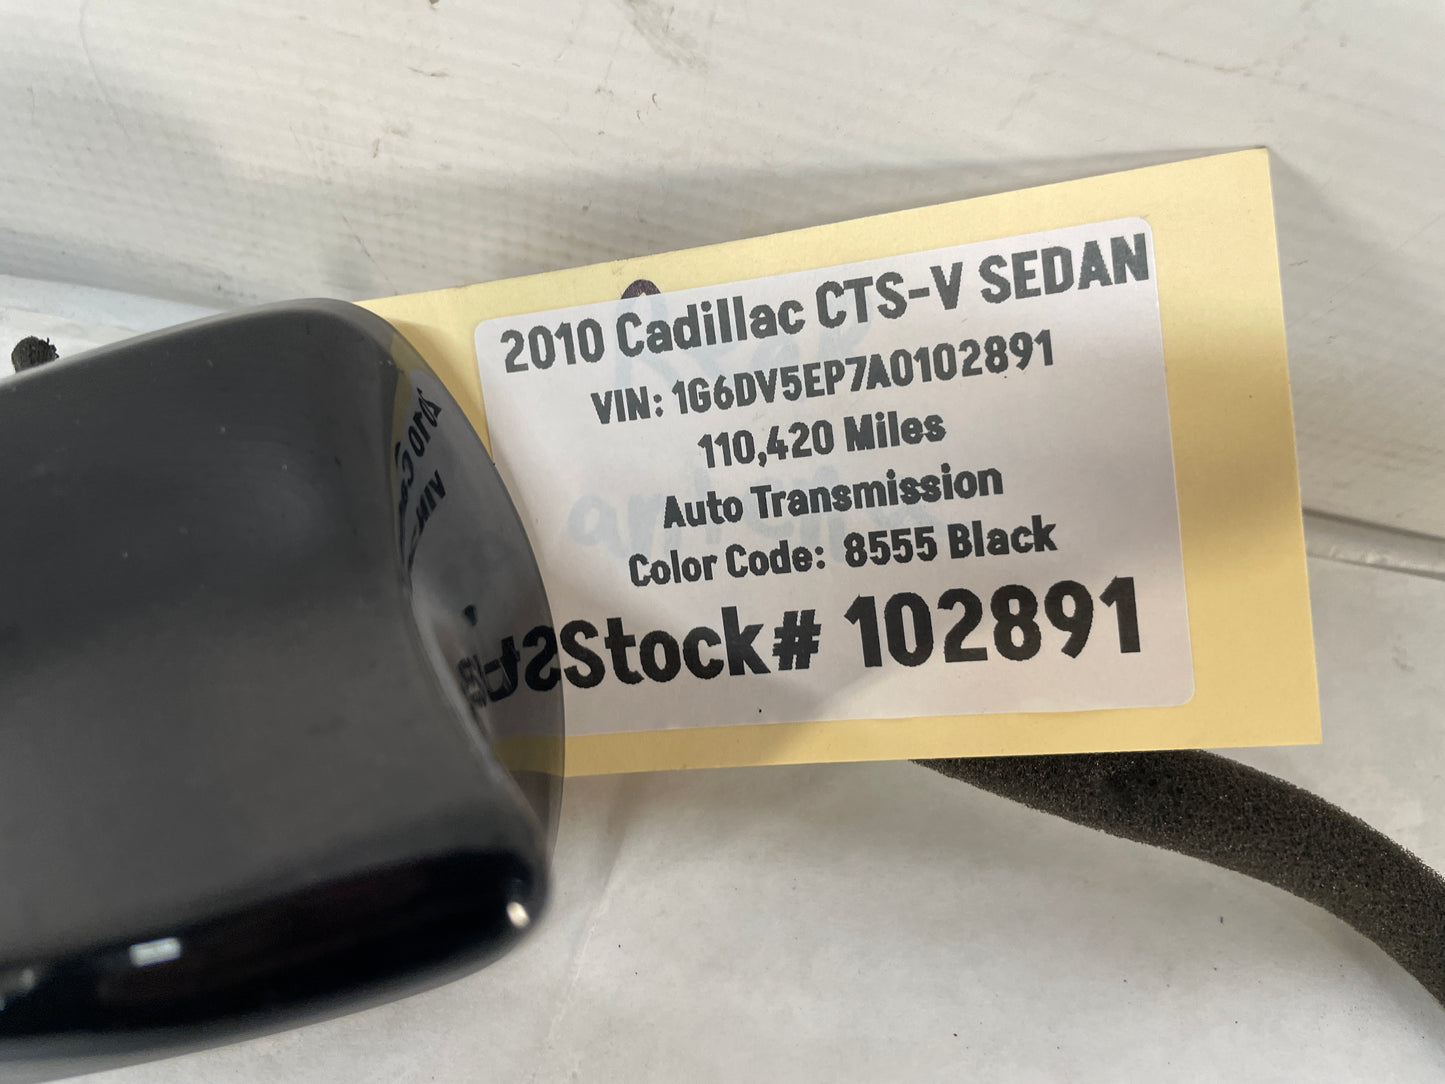 2010 Cadillac CTS-V SEDAN
VIN: 1G6DV5EP7A0102891
110,420 Miles
Auto Transmission
Color Code: 8555 Black
Stock# 102891